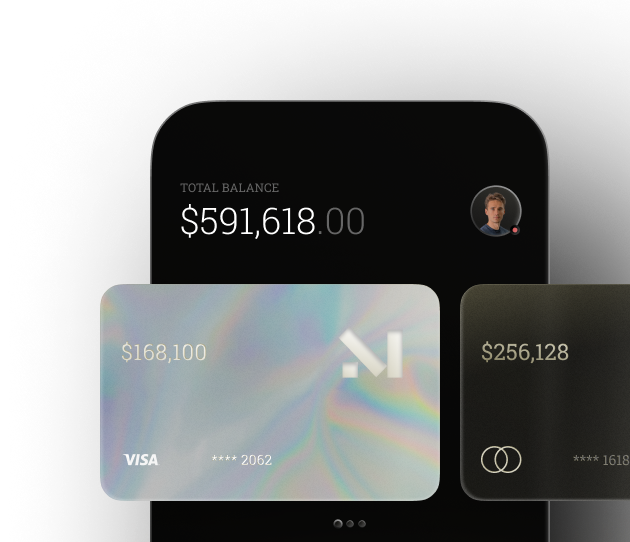 TOTAL BALANCE
$591,618.00
$168,100
$256,128
VISA
**** 2062
**** 1618